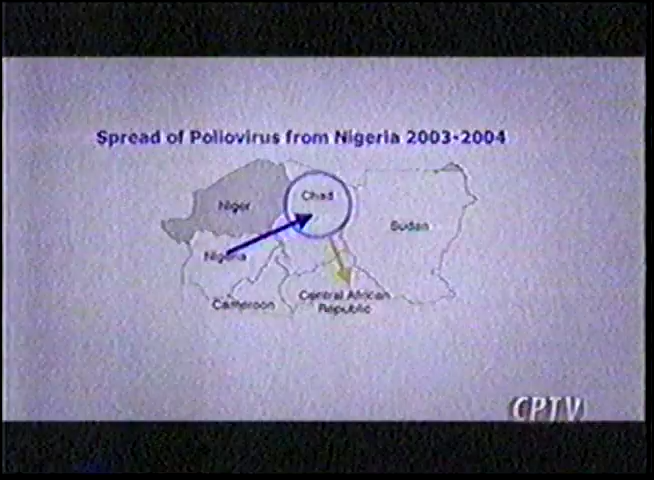 Spread of Poliovirus from Nigeria 2003-2004
Chad
Niger
Sudan
Nigeria
Central African
Republic
Cameroon
CPTV